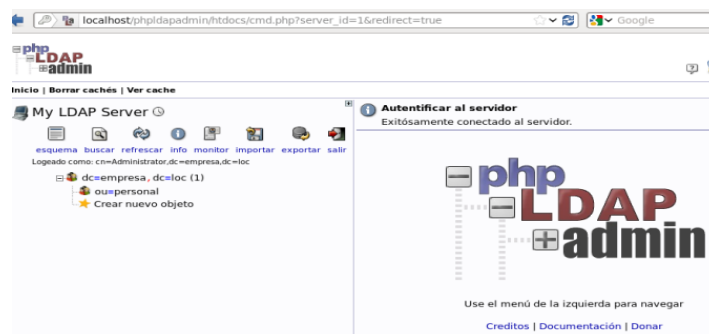 localhost/phpldapadmin/htdocs/cmd.php?server_id=1&redirect=true
Google
php
LDAP
admin
Inicio | Borrar cachés | Ver cache
My LDAP Server
esquema buscar refrescar info monitor importar exportar salir
Logeado como: cn=Administrator,dc=empresa,dc=loc
dc=empresa, dc=loc (1)
ou=personal
Crear nuevo objeto
Autentificar al servidor
Exitósamente conectado al servidor.
php
LDAP
admin
Use el menú de la izquierda para navegar
Creditos | Documentación | Donar